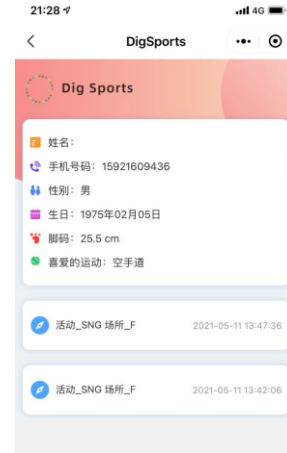 21:28
4G
DigSports
Dig Sports
姓名:
手机号码: 15921609436
性别: 男
生日: 1975年02月05日
脚码: 25.5 cm
喜爱的运动: 空手道
活动_SNG 场所_F 2021-05-11 13:47:36
活动_SNG 场所_F 2021-05-11 13:42:06